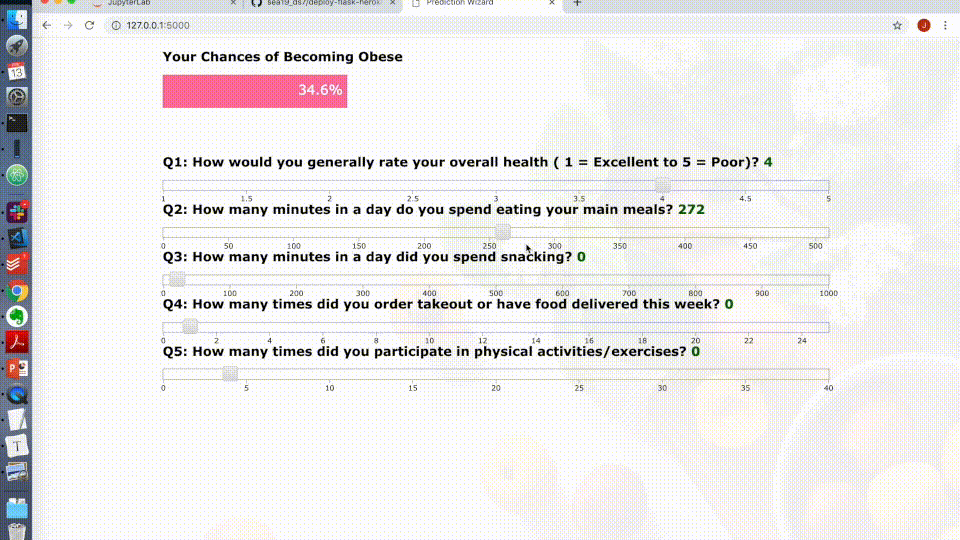 JupyterLab
sea19_ds7/deploy-flask-herok
Prediction Wizard
127.0.0.1:5000
J
Your Chances of Becoming Obese
34.6%
Q1: How would you generally rate your overall health ( 1 = Excellent to 5 = Poor)? 4
1 1.5 2 2.5 3 3.5 4 4.5 5
Q2: How many minutes in a day do you spend eating your main meals? 272
0 50 100 150 200 250 300 350 400 450 500
Q3: How many minutes in a day did you spend snacking? 0
0 100 200 300 400 500 600 700 800 900 1000
Q4: How many times did you order takeout or have food delivered this week? 0
0 2 4 6 8 10 12 14 16 18 20 22 24
Q5: How many times did you participate in physical activities/exercises? 0
0 5 10 15 20 25 30 35 40
13
T